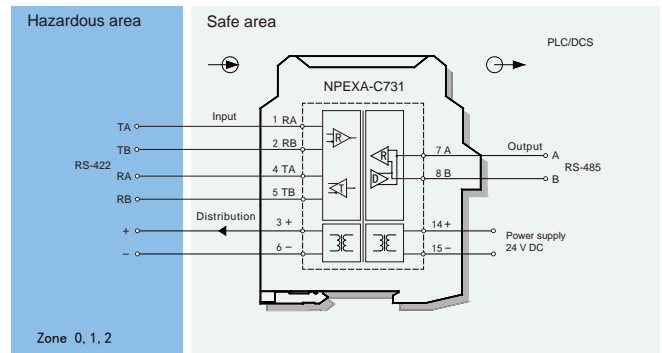 Hazardous area
Safe area
PLC/DCS
NPEXA-C731
Input
1 RA
TA
R
2 RB
TB
7 A
Output
A
R
RS-422
RS-485
4 TA
RA
8 B
B
D
T
5 TB
RB
Distribution
3 +
+
14 +
Power supply
24 V DC
6 –
–
15 –
Zone 0, 1, 2